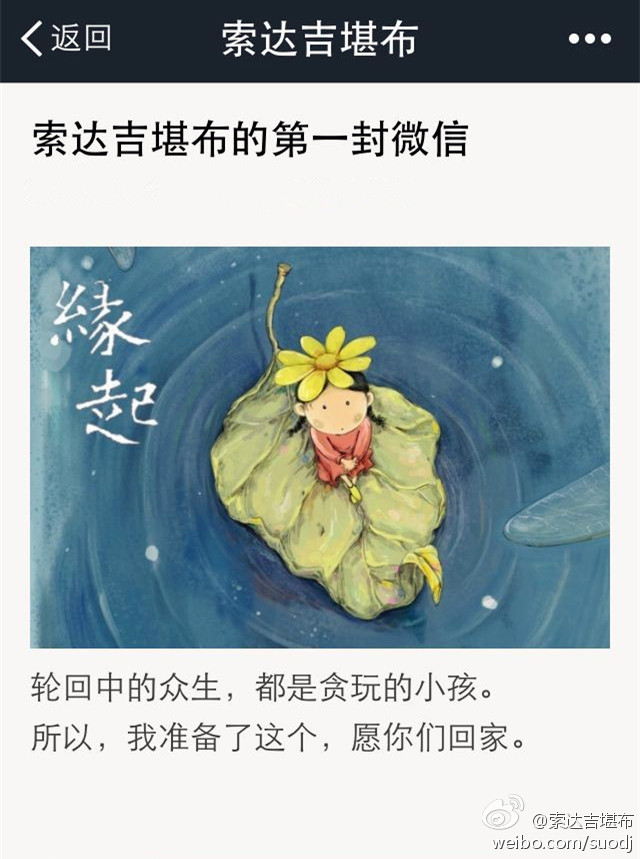 返回
索达吉堪布
索达吉堪布的第一封微信
緣
起
轮回中的众生，都是贪玩的小孩。
所以，我准备了这个，愿你们回家。
@索达吉堪布
weibo.com/suodj